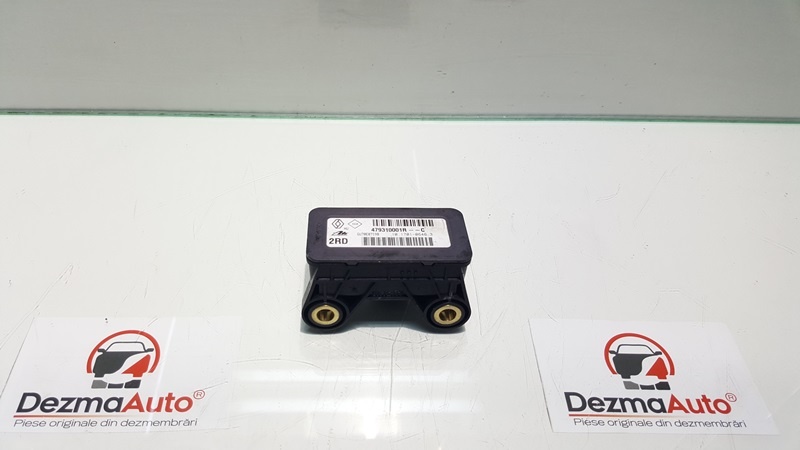 479310001R--C
2RD
DezmaAuto®
Piese originale din dezmembrări
DezmaAuto®
Piese originale din dezmembrări